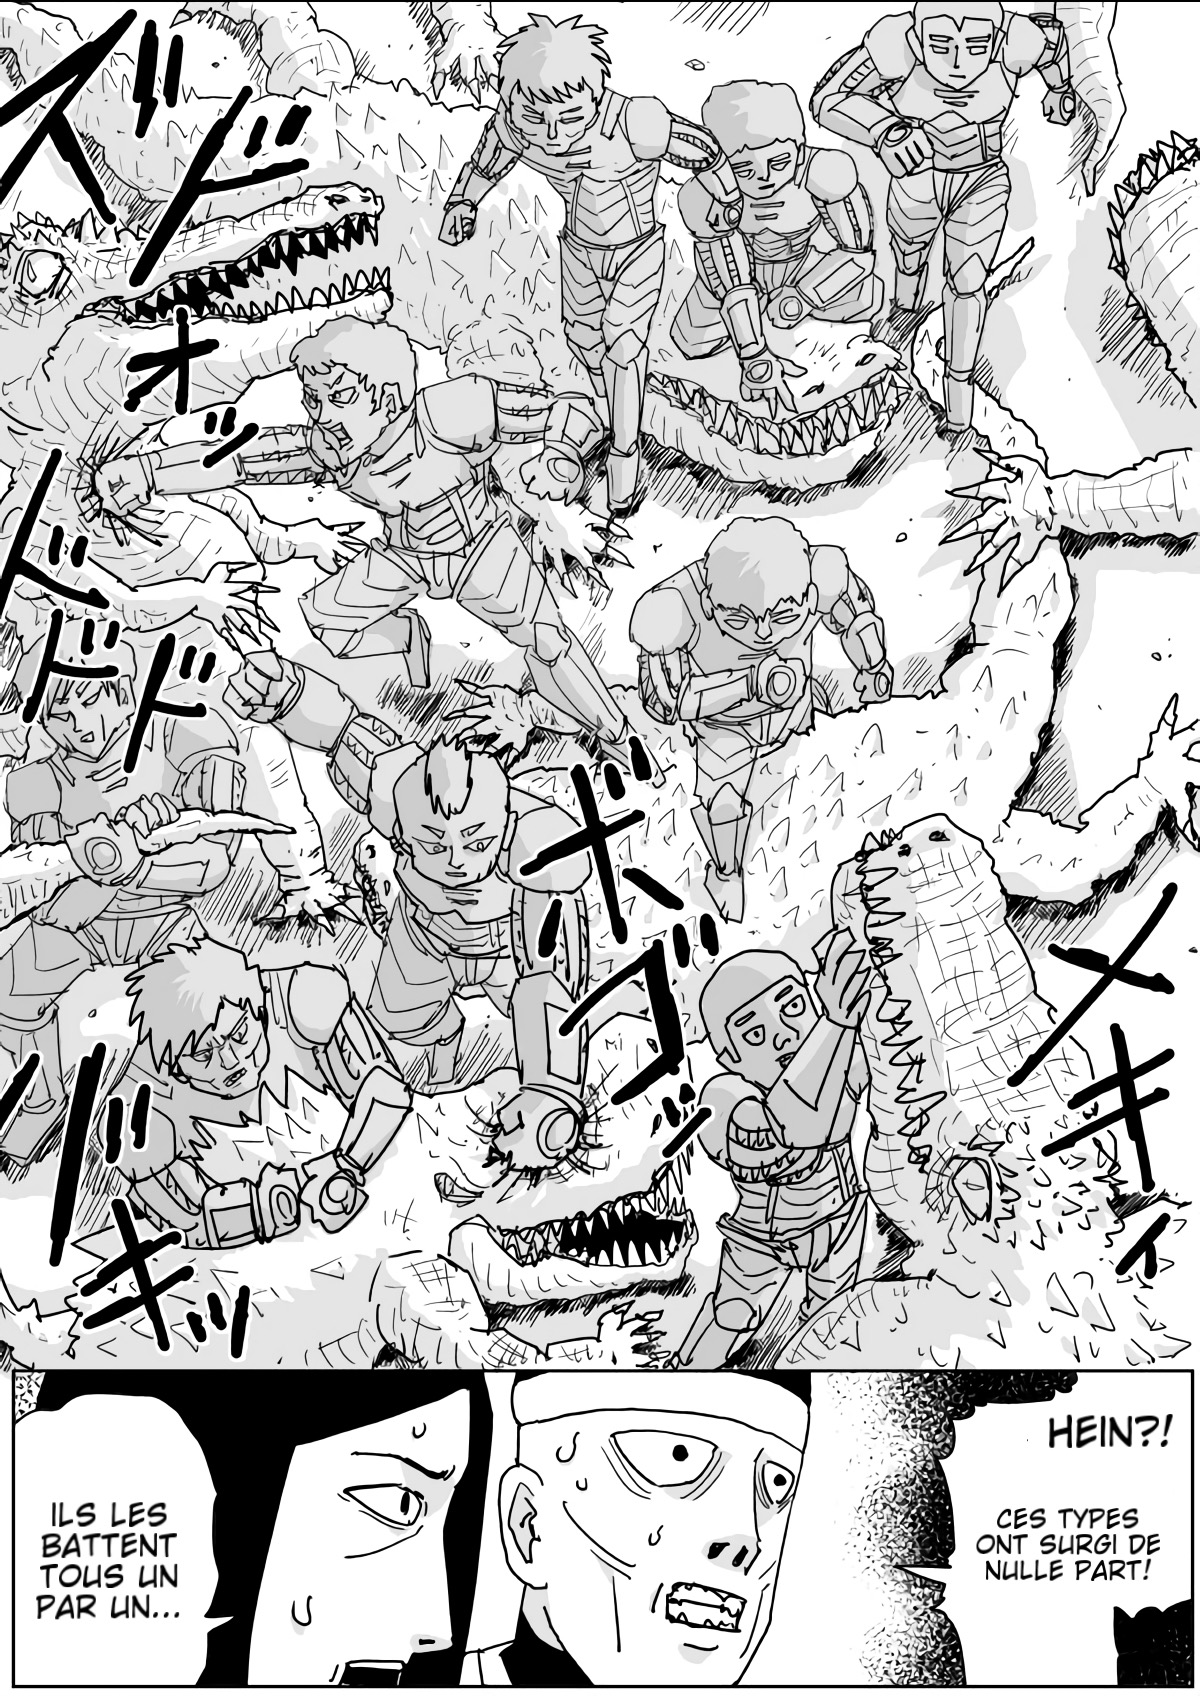 ズドドッ
オッ
ドドド
ボゴッ
メキィ
バキッ
HEIN?!
CES TYPES
ONT SURGI DE
NULLE PART!
ILS LES
BATTENT
TOUS UN
PAR UN...